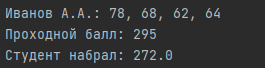 Иванов А.А.: 78, 68, 62, 64
Проходной балл: 295
Студент набрал: 272.0